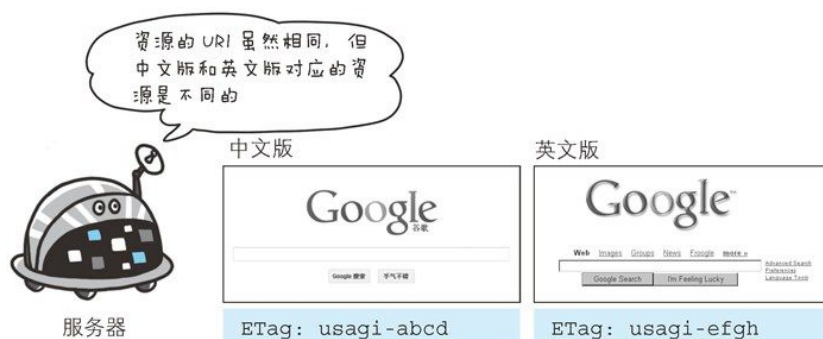 资源的 URI 虽然相同，但
中文版和英文版对应的资
源是不同的
中文版
英文版
Google
谷歌
Google 搜索
手气不错
Google™
Web Images Groups News Froogle more »
Advanced Search
Preferences
Language Tools
Google Search
I'm Feeling Lucky
服务器
ETag: usagi-abcd
ETag: usagi-efgh